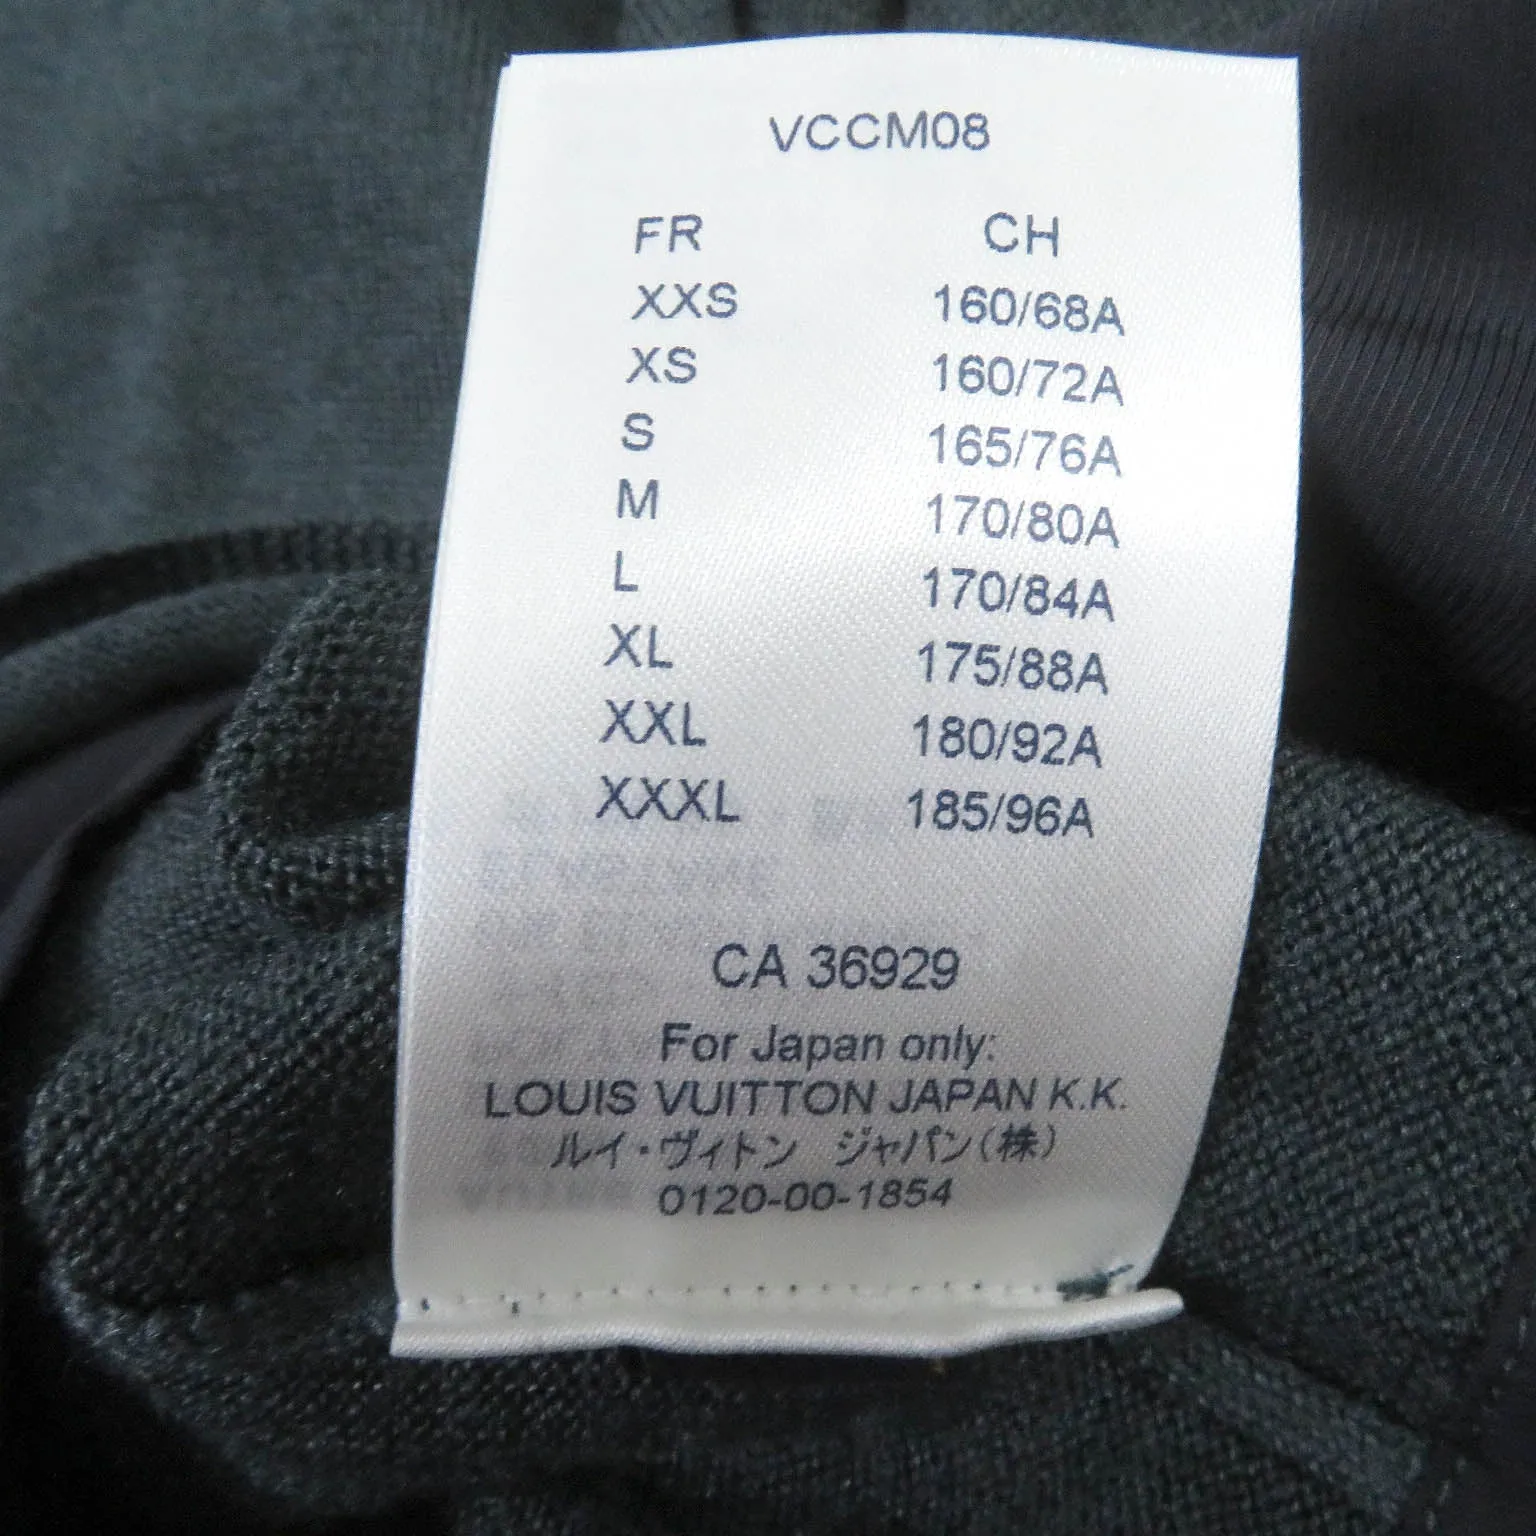 VCCM08
FR CH
XXS 160/68A
XS 160/72A
S 165/76A
M 170/80A
L 170/84A
XL 175/88A
XXL 180/92A
XXXL 185/96A
CA 36929
For Japan only:
LOUIS VUITTON JAPAN K.K.
ルイ・ヴィトン ジャパン(株)
0120-00-1854